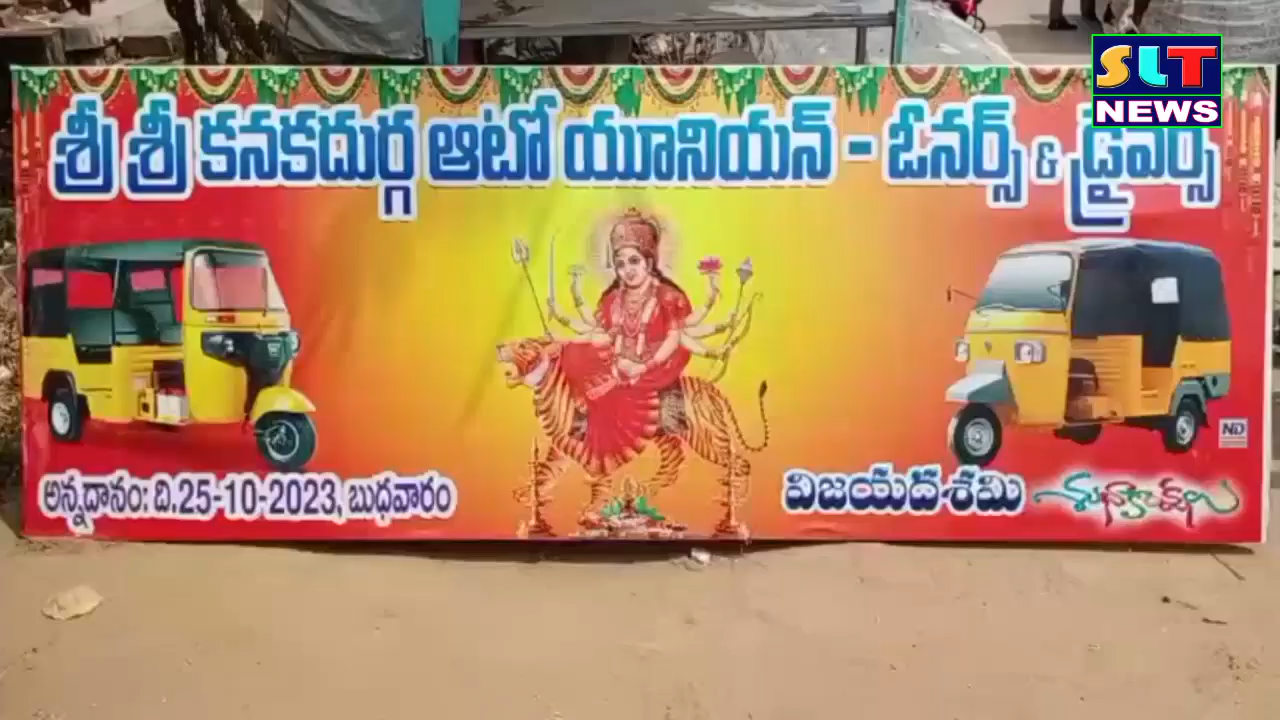 SLT
NEWS
శ్రీ శ్రీ కనకదుర్గ ఆటో యూనియన్ - ఓనర్స్ & డ్రైవర్స్
ND
అన్నదానం: ది.25-10-2023, బుధవారం
విజయదశమి శుభాకాంక్షలు